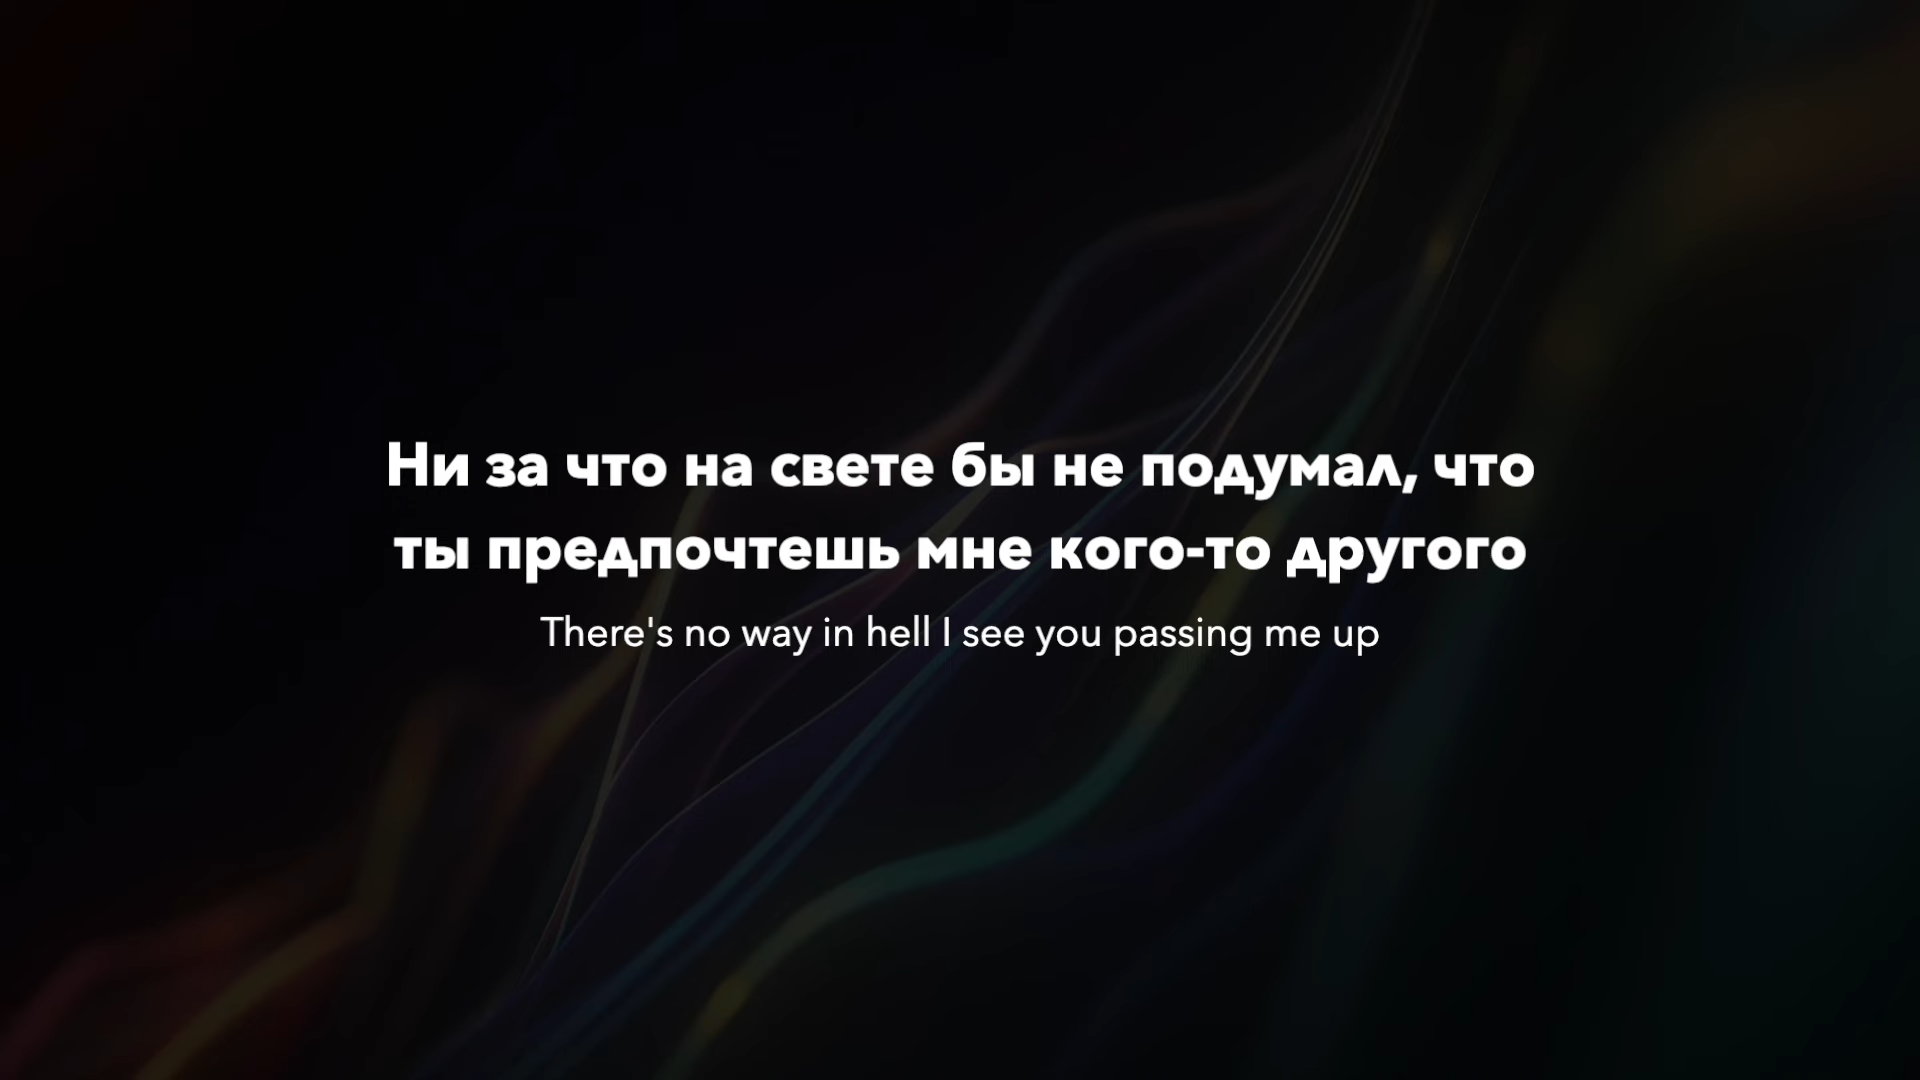 Ни за что на свете бы не подумал, что
ты предпочтешь мне кого-то другого
There's no way in hell I see you passing me up